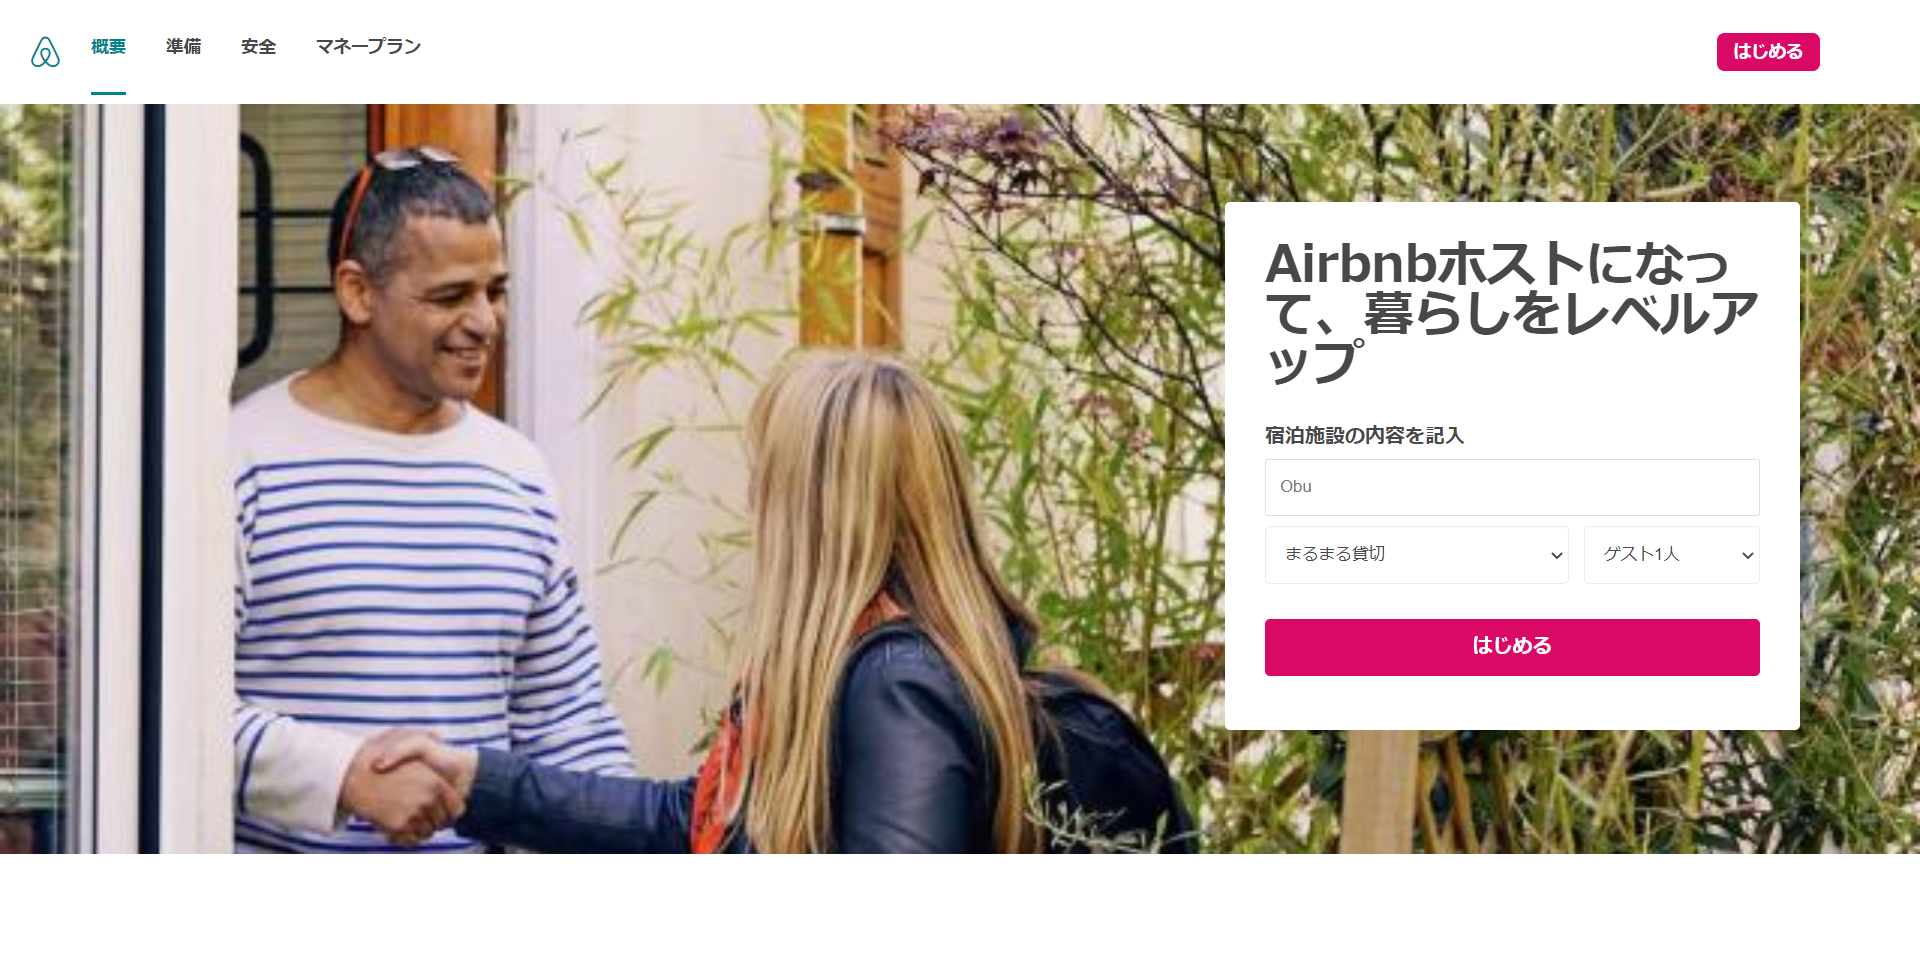 概要
準備
安全
マネープラン
はじめる
Airbnbホストになっ
て、暮らしをレベルア
ップ
宿泊施設の内容を記入
Obu
まるまる貸切
ゲスト1人
はじめる